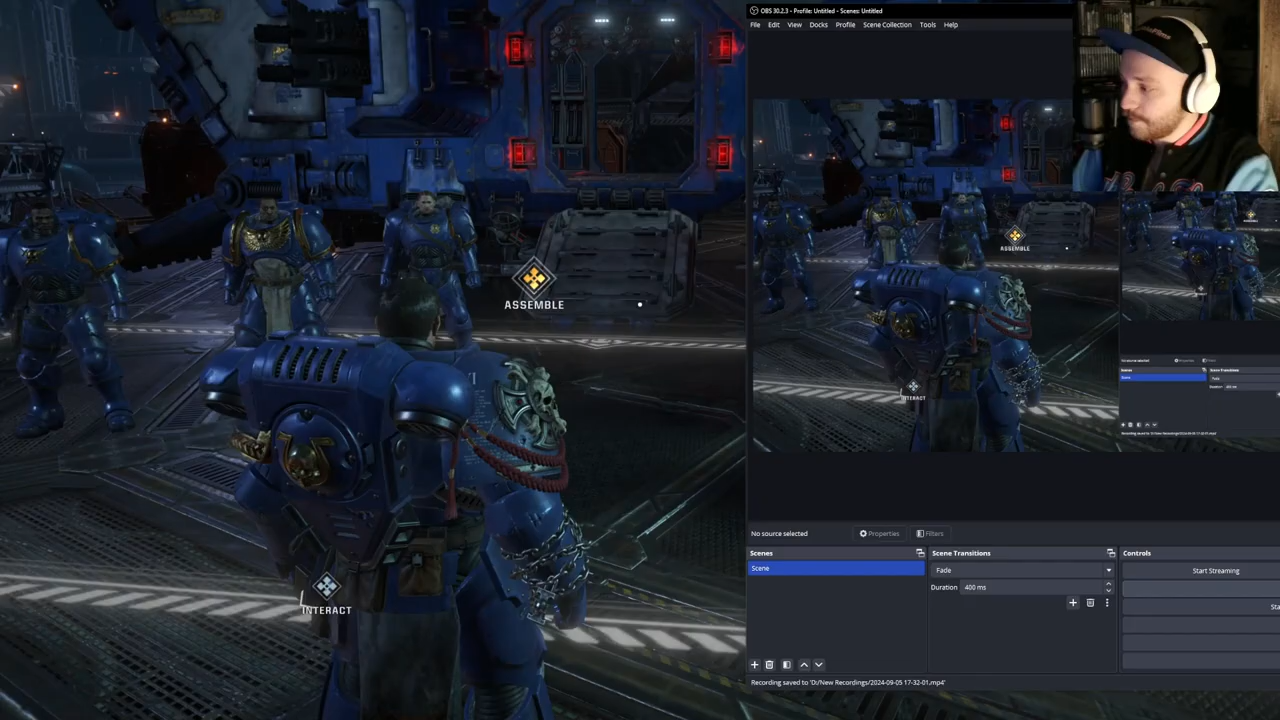 OBS 30.2.3 - Profile: Untitled - Scenes: Untitled
File Edit View Docks Profile Scene Collection Tools Help
ASSEMBLE
ASSEMBLE
INTERACT
INTERACT
No source selected Properties Filters
Scenes Scene Transitions Controls
Scene Fade Start Streaming
Duration 400 ms
Sta
Recording saved to 'D:/New Recordings/2024-09-05 17-32-01.mp4'